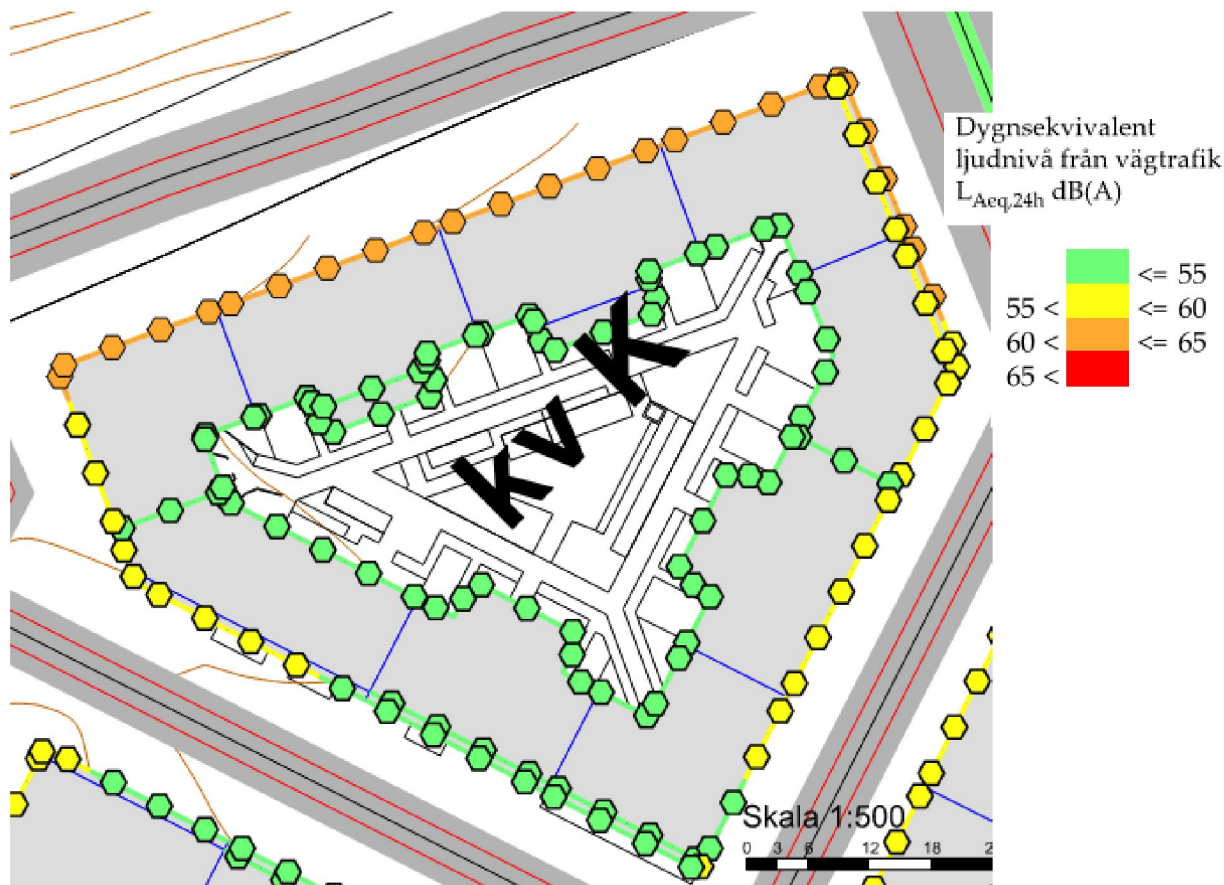 Dygnsekvivalent
ljudnivå från vägtrafik
LAeq,24h dB(A)
<= 55
55 < <= 60
60 < <= 65
65 <
KV K
Skala 1:500
0 3 6 12 18 2